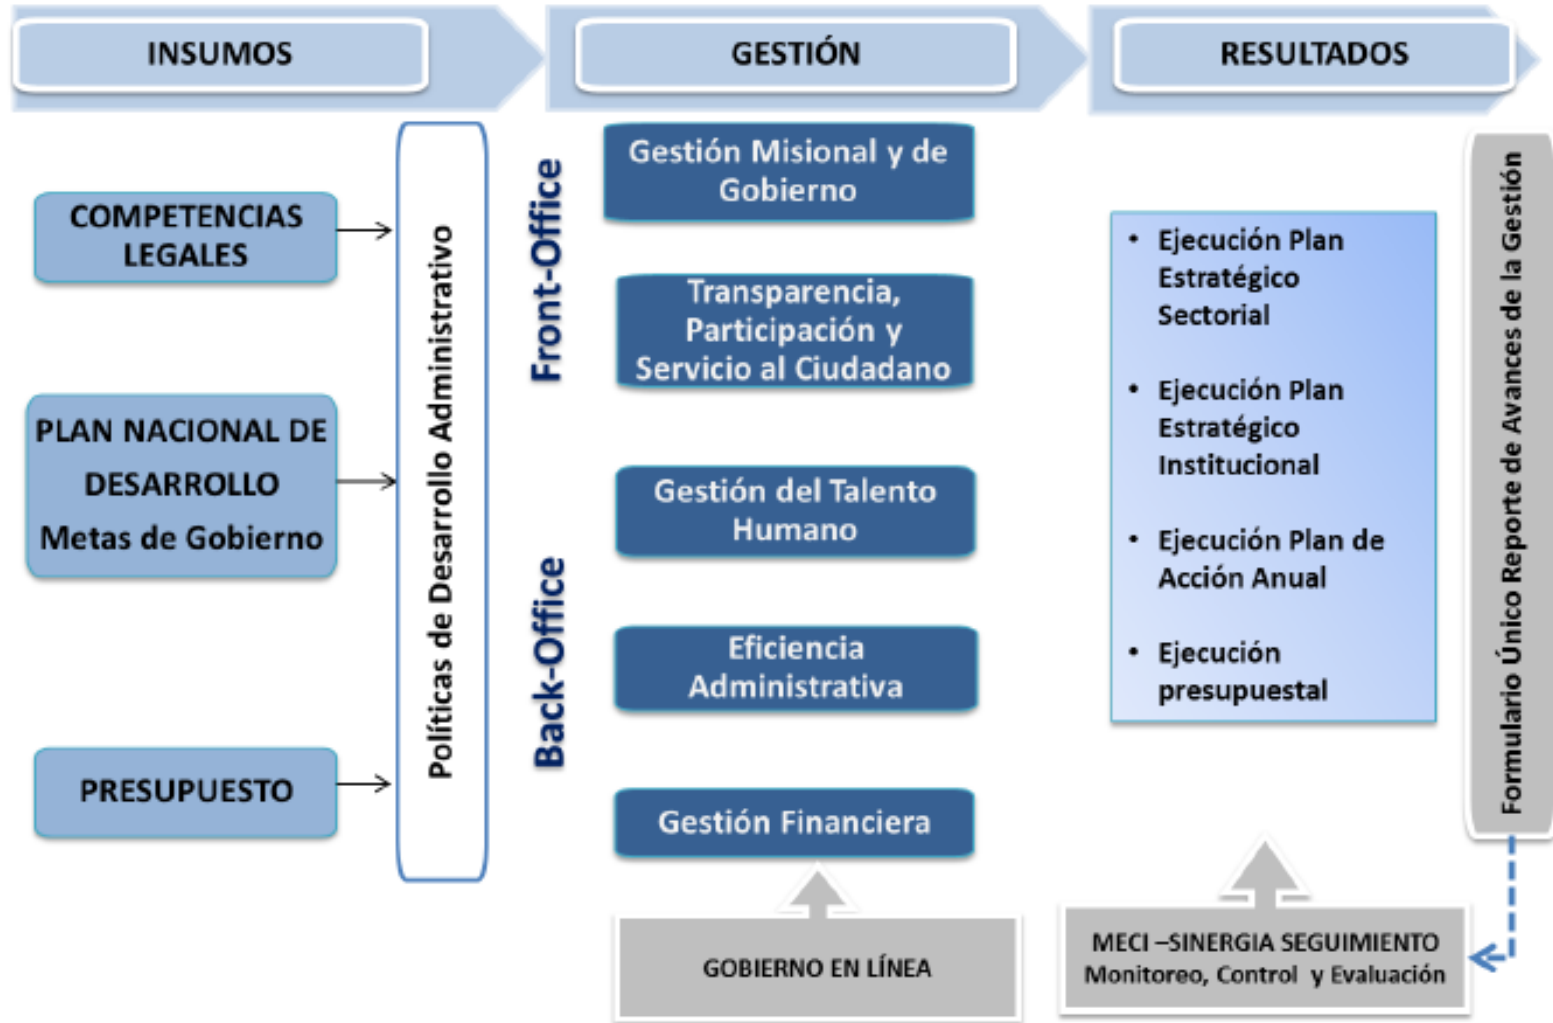 INSUMOS
GESTIÓN
RESULTADOS
COMPETENCIAS
LEGALES
PLAN NACIONAL DE
DESARROLLO
Metas de Gobierno
PRESUPUESTO
Políticas de Desarrollo Administrativo
Front-Office
Back-Office
Gestión Misional y de
Gobierno
Transparencia,
Participación y
Servicio al Ciudadano
Gestión del Talento
Humano
Eficiencia
Administrativa
Gestión Financiera
GOBIERNO EN LÍNEA
• Ejecución Plan
Estratégico
Sectorial
• Ejecución Plan
Estratégico
Institucional
• Ejecución Plan de
Acción Anual
• Ejecución
presupuestal
Formulario Único Reporte de Avances de la Gestión
MECI –SINERGIA SEGUIMIENTO
Monitoreo, Control y Evaluación